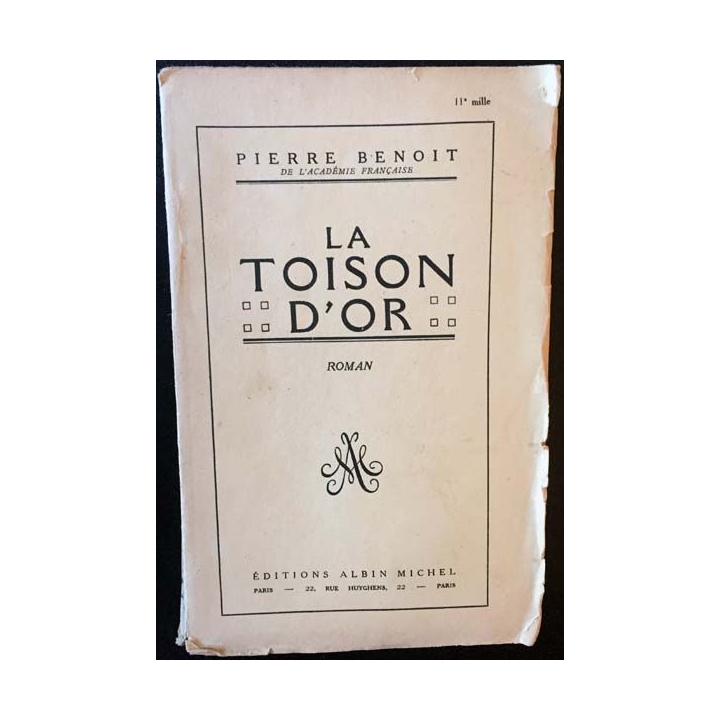 11e mille
PIERRE BENOIT
DE L'ACADÉMIE FRANÇAISE
LA
TOISON
D'OR
ROMAN
AM
ÉDITIONS ALBIN MICHEL
PARIS — 22, RUE HUYGHENS, 22 — PARIS